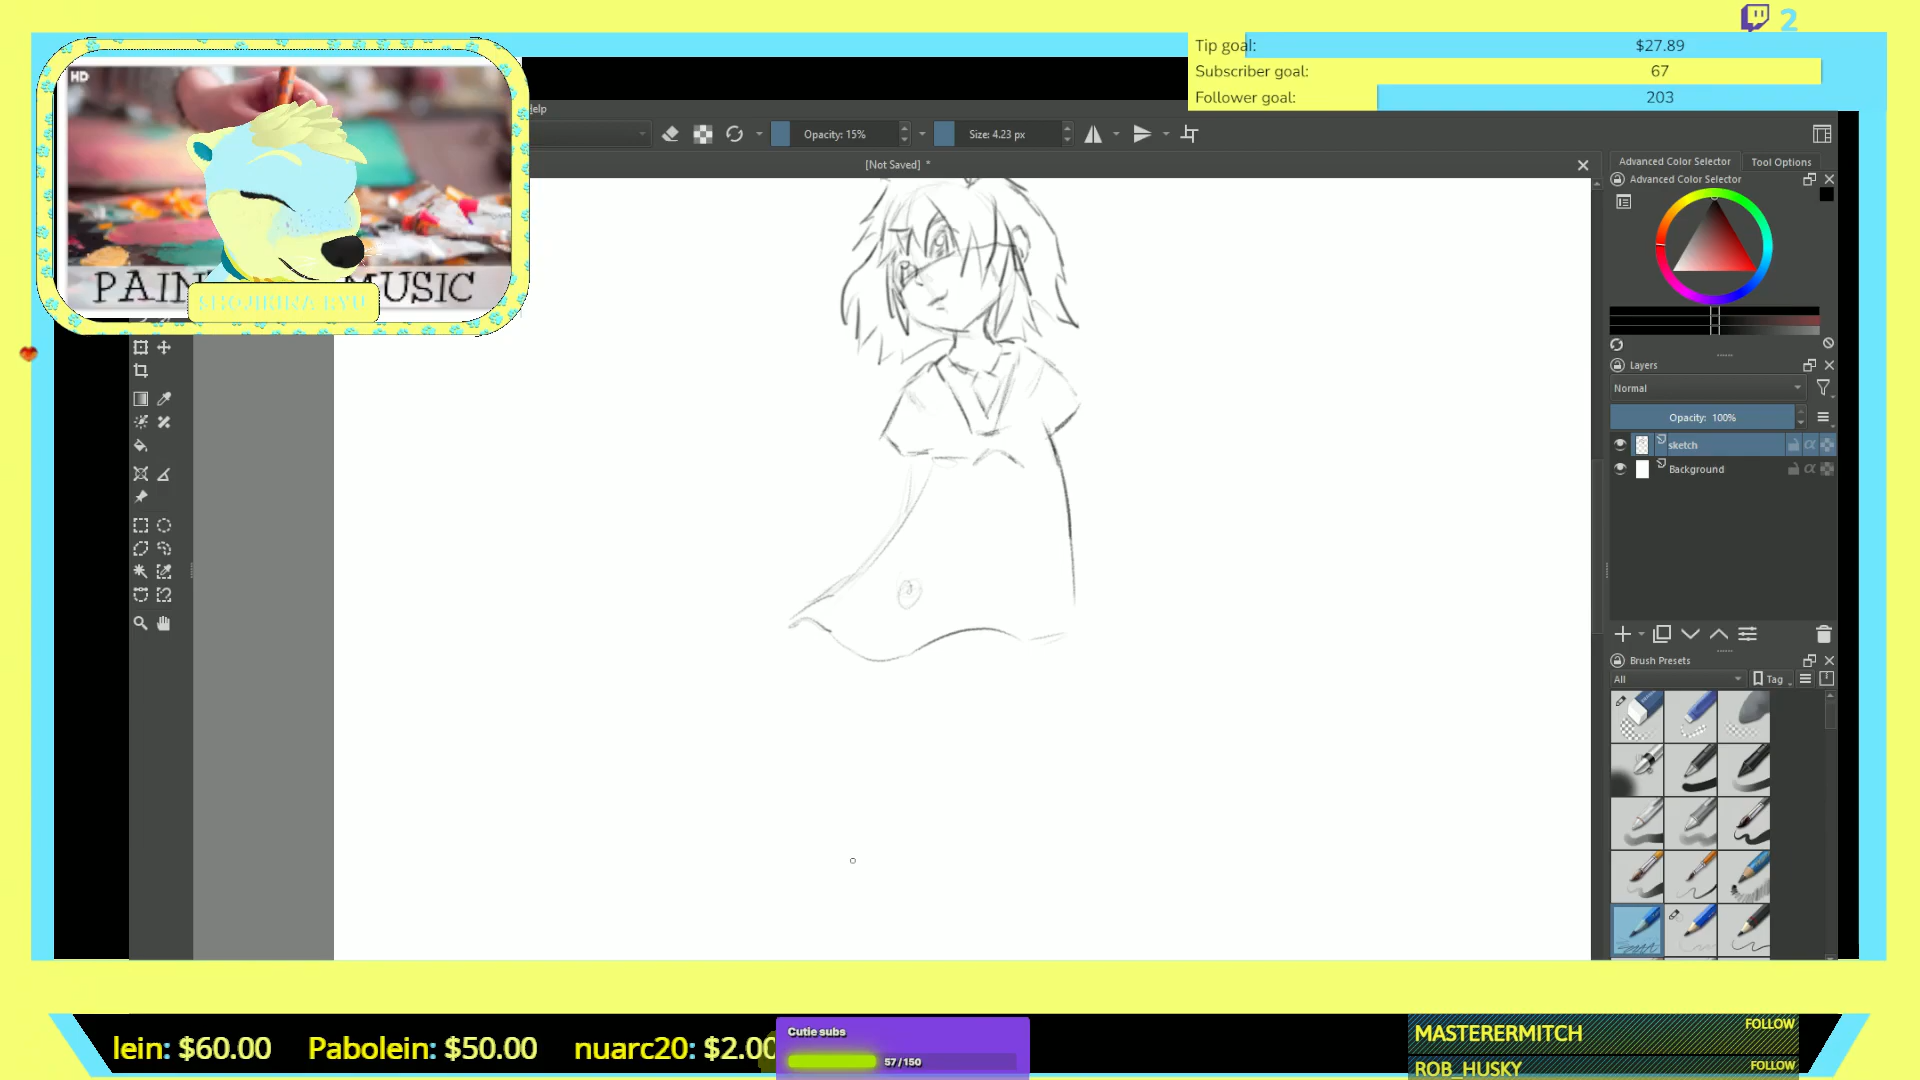 2
Tip goal: $27.89
Subscriber goal: 67
Follower goal: 203
HD
elp
Opacity: 15%
Size: 4.23 px
[Not Saved] *
Advanced Color Selector
Tool Options
Advanced Color Selector
PAIN MUSIC
SHOJIKINA RYU
Layers
Normal
Opacity: 100%
sketch
Background
Brush Presets
All
Tag
lein: $60.00 Pabolein: $50.00 nuarc20: $2.00
Cutie subs
57/150
MASTERERMITCH FOLLOW
ROB_HUSKY FOLLOW